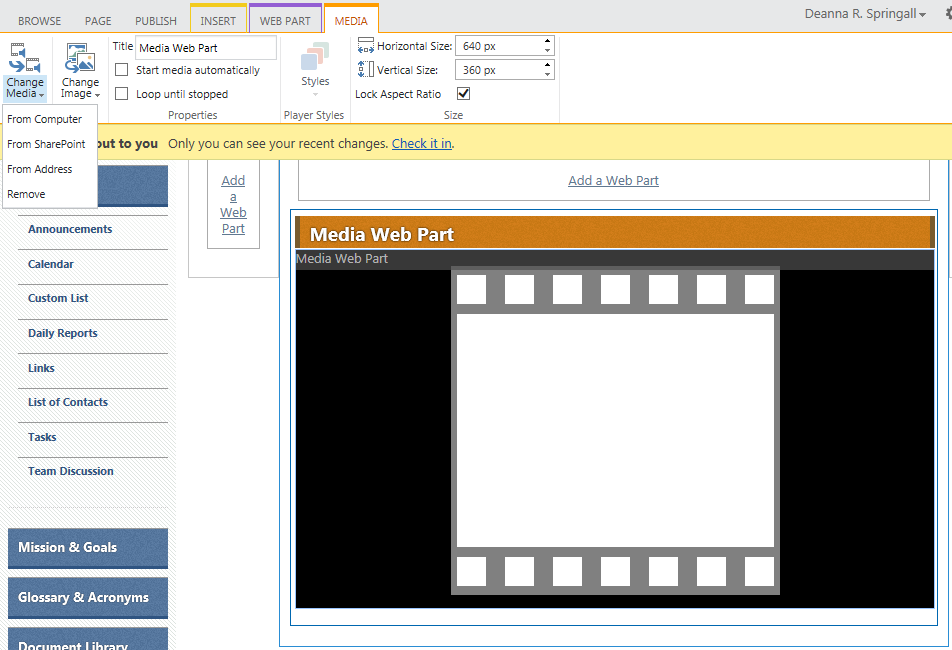 BROWSE PAGE PUBLISH INSERT WEB PART MEDIA Deanna R. Springall
Change Media
Change Image
Title Media Web Part
Start media automatically
Loop until stopped
Properties
Styles
Player Styles
Horizontal Size: 640 px
Vertical Size: 360 px
Lock Aspect Ratio
Size
From Computer
From SharePoint
From Address
Remove
out to you Only you can see your recent changes. Check it in.
Announcements
Calendar
Custom List
Daily Reports
Links
List of Contacts
Tasks
Team Discussion
Mission & Goals
Glossary & Acronyms
Document Library
Add
a
Web
Part
Add a Web Part
Media Web Part
Media Web Part